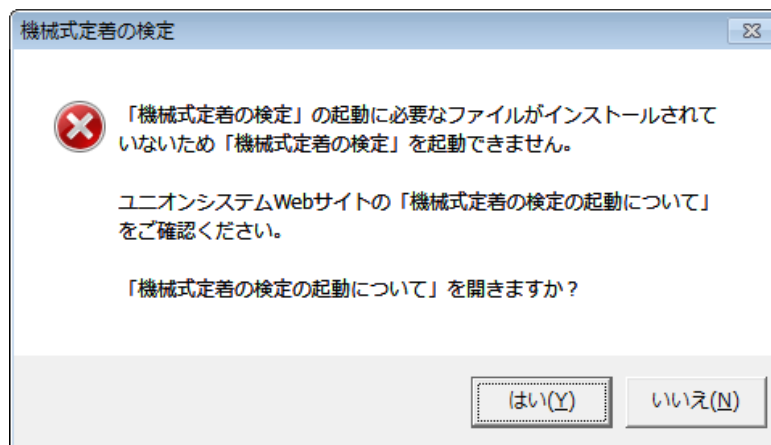 機械式定着の検定
「機械式定着の検定」の起動に必要なファイルがインストールされて
いないため「機械式定着の検定」を起動できません。
ユニオンシステムWebサイトの「機械式定着の検定の起動について」
をご確認ください。
「機械式定着の検定の起動について」を開きますか？
はい(Y)
いいえ(N)